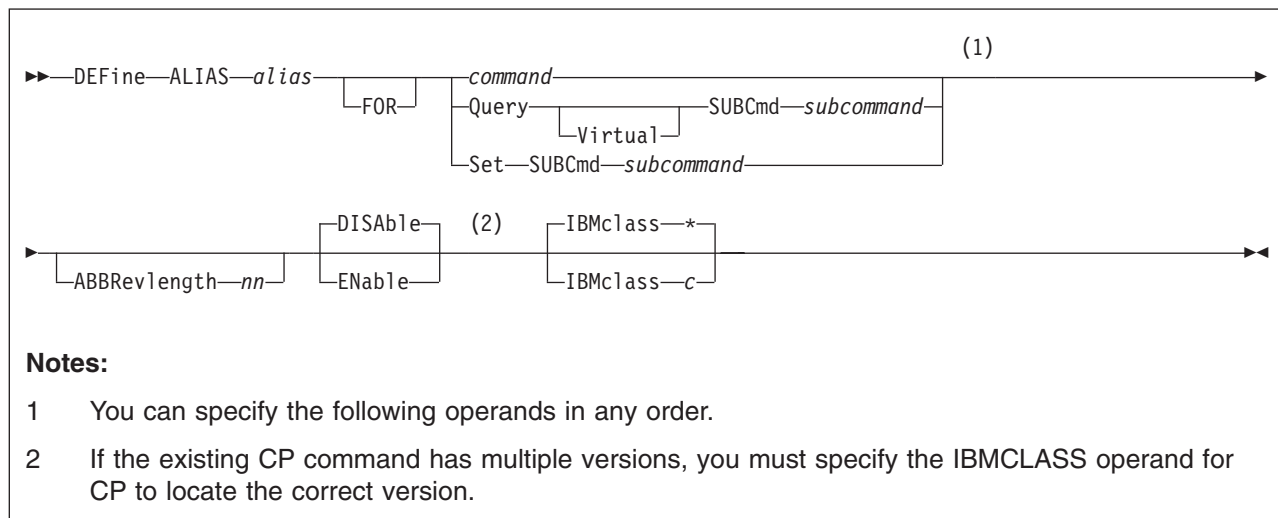 (1)
DEFine ALIAS alias command
FOR Query SUBCmd subcommand
Virtual
Set SUBCmd subcommand
DISAble (2) IBMclass *
ABBRevlength nn ENable IBMclass c
Notes:
1 You can specify the following operands in any order.
2 If the existing CP command has multiple versions, you must specify the IBMCLASS operand for
CP to locate the correct version.